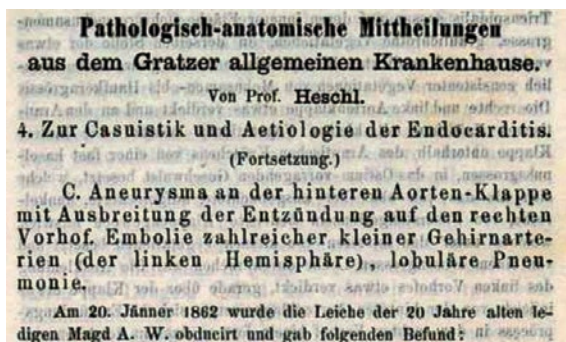 Pathologisch-anatomische Mittheilungen
aus dem Gratzer allgemeinen Krankenhause.
Von Prof. Heschl.
4. Zur Casuistik und Aetiologie der Endocarditis.
(Fortsetzung.)
C. Aneurysma an der hinteren Aorten-Klappe
mit Ausbreitung der Entzündung auf den rechten
Vorhof. Embolie zahlreicher kleiner Gehirnarte-
rien (der linken Hemisphäre), lobuläre Pneu-
monie.
Am 20. Jänner 1862 wurde die Leiche der 20 Jahre alten le-
digen Magd A. W. obducirt und gab folgenden Befund: